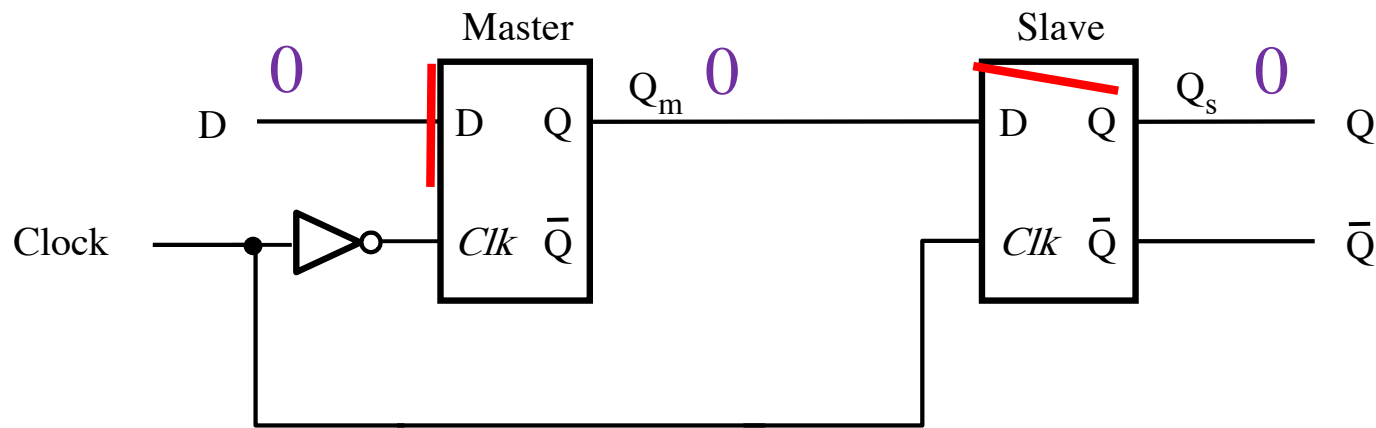 Master Slave
0 Qm 0 Qs 0
D D Q D Q Q
Clock Clk Q̅ Clk Q̅ Q̅